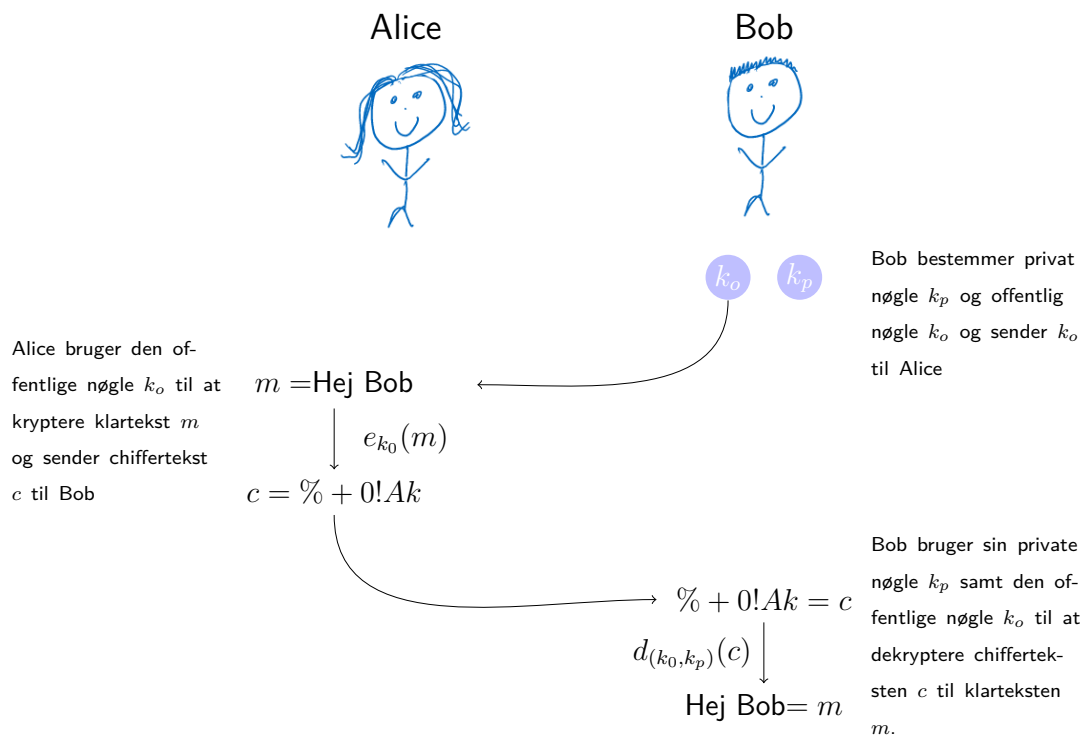 Alice
Bob
k_o
k_p
Bob bestemmer privat
nøgle k_p og offentlig
nøgle k_o og sender k_o
til Alice
Alice bruger den of-
fentlige nøgle k_o til at
kryptere klartekst m
og sender chiffertekst
c til Bob
m =Hej Bob
e_{k_0}(m)
c = % + 0!Ak
Bob bruger sin private
nøgle k_p samt den of-
fentlige nøgle k_o til at
dekryptere chiffertek-
sten c til klarteksten
m.
% + 0!Ak = c
d_{(k_0,k_p)}(c)
Hej Bob= m